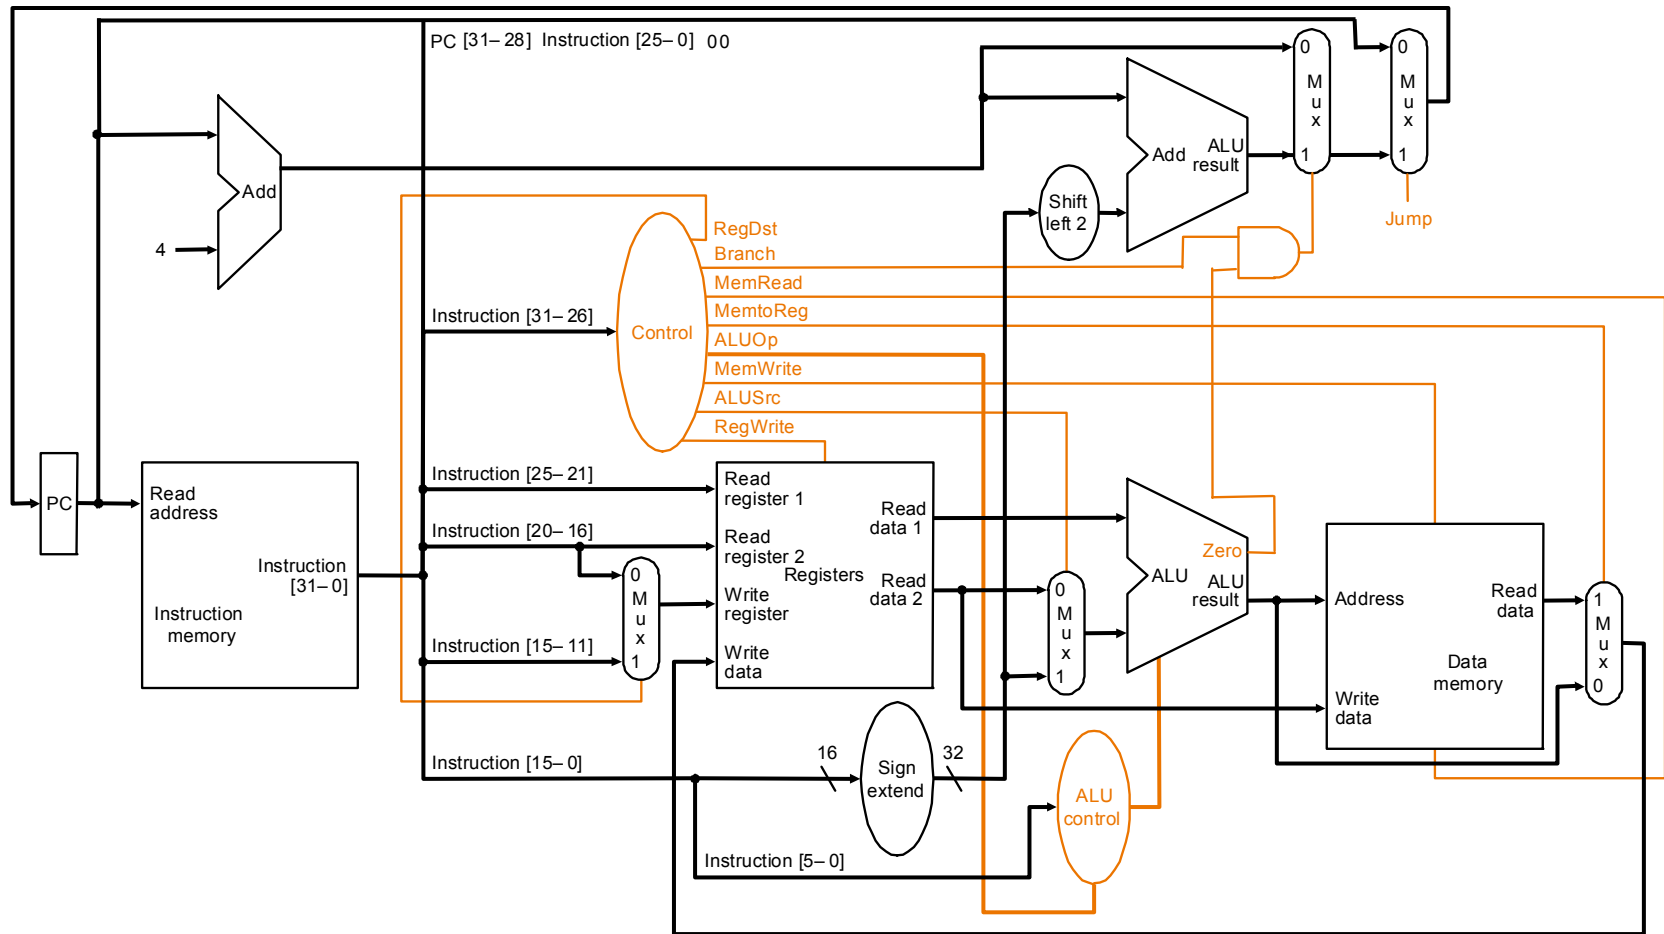 PC [31–28] Instruction [25–0] 00
0
M
u
x
1
0
M
u
x
1
Add
ALU
result
Add
4
Shift
left 2
Jump
RegDst
Branch
MemRead
MemtoReg
ALUOp
MemWrite
ALUSrc
RegWrite
Instruction [31–26]
Control
PC
Read
address
Instruction
[31–0]
Instruction
memory
Instruction [25–21]
Instruction [20–16]
Instruction [15–11]
0
M
u
x
1
Read
register 1
Read
register 2
Write
register
Write
data
Registers
Read
data 1
Read
data 2
0
M
u
x
1
Zero
ALU
ALU
result
Address
Write
data
Read
data
Data
memory
1
M
u
x
0
Instruction [15–0]
16
Sign
extend
32
ALU
control
Instruction [5–0]